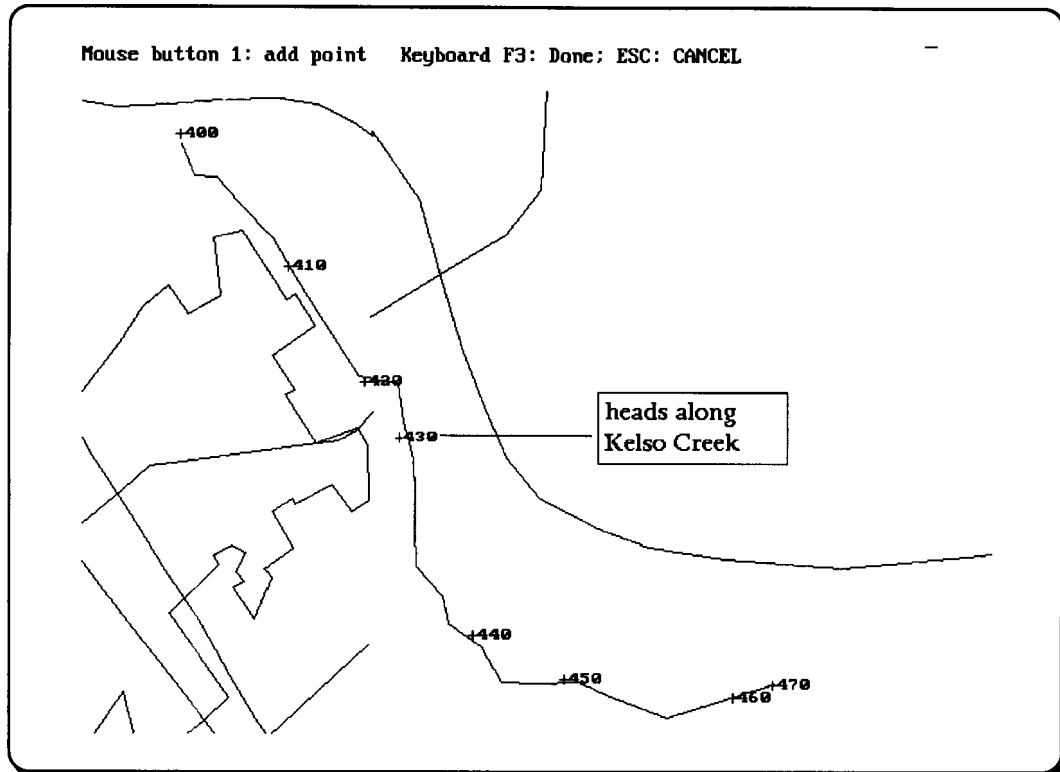 Mouse button 1: add point   Keyboard F3: Done; ESC: CANCEL
400
410
420
430
heads along
Kelso Creek
440
450
460
470